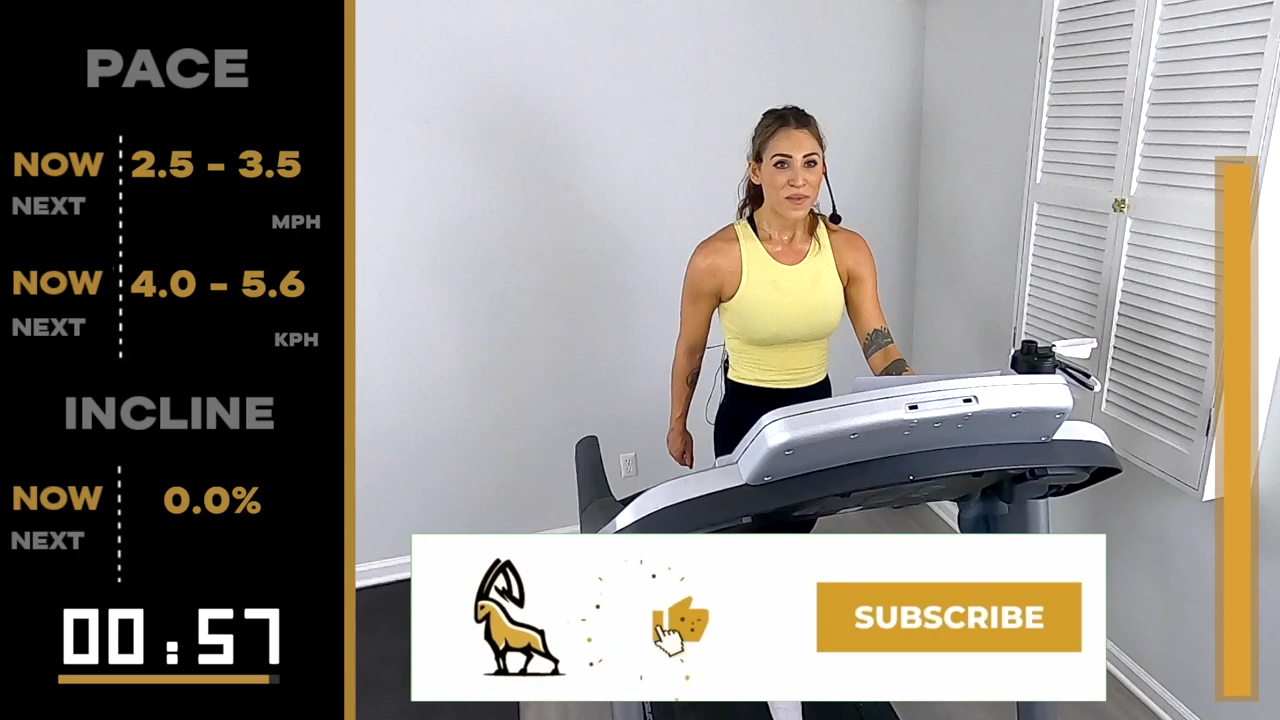 PACE
NOW 2.5 - 3.5
NEXT
MPH
NOW 4.0 - 5.6
NEXT
KPH
INCLINE
NOW 0.0%
NEXT
00:57
SUBSCRIBE